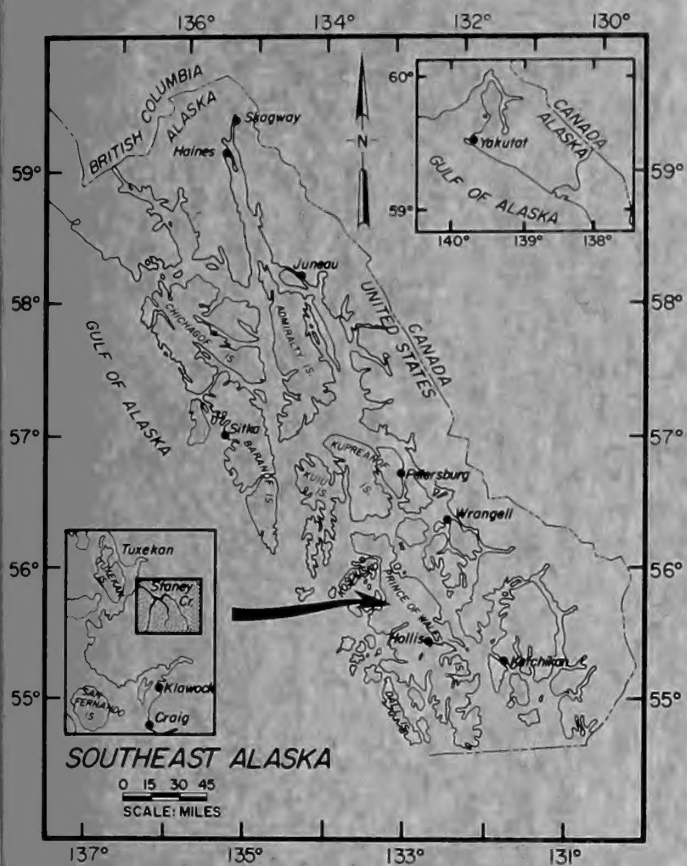 136° 134° 132° 130°
BRITISH COLUMBIA
ALASKA
Skagway
Haines
59°
59°
N
60°
CANADA
ALASKA
Yakutat
GULF OF ALASKA
59°
140° 139° 138°
Juneau
58°
58°
CHICHAGOF IS.
ADMIRALTY IS.
CANADA
UNITED STATES
GULF OF ALASKA
57°
57°
Sitka
BARANOF IS.
KUPREANOF IS.
KUIU IS.
Petersburg
Wrangell
56°
56°
Tuxekan
Staney Cr.
PRINCE OF WALES IS.
Hollis
Ketchikan
Klawock
55°
55°
SAN FERNANDO IS
Craig
SOUTHEAST ALASKA
0 15 30 45
SCALE: MILES
137° 135° 133° 131°